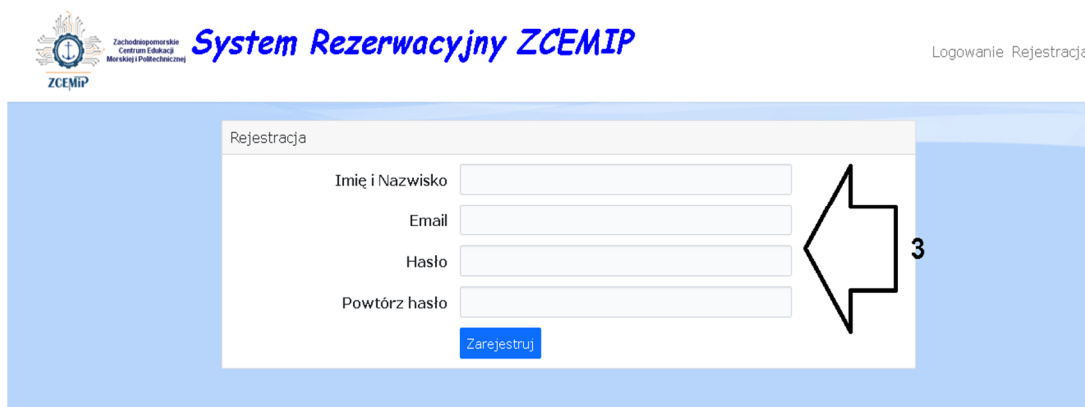 Zachodniopomorskie
Centrum Edukacji
Morskiej i Politechnicznej
ZCEMiP
System Rezerwacyjny ZCEMIP
Logowanie Rejestracja
Rejestracja
Imię i Nazwisko
Email
Hasło
Powtórz hasło
Zarejestruj
3